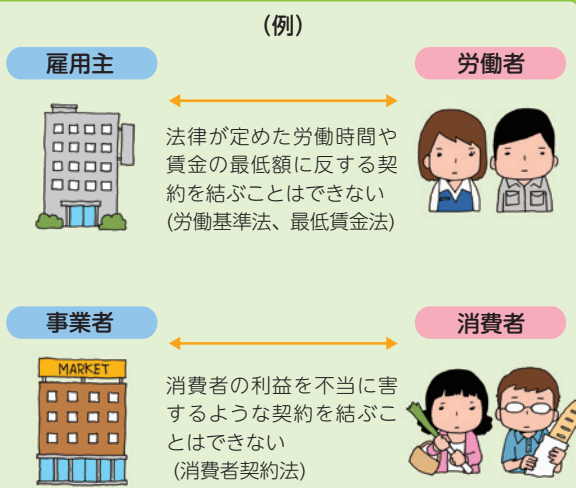 (例)
雇用主
労働者
法律が定めた労働時間や
賃金の最低額に反する契
約を結ぶことはできない
(労働基準法、最低賃金法)
事業者
消費者
MARKET
消費者の利益を不当に害
するような契約を結ぶこ
とはできない
(消費者契約法)